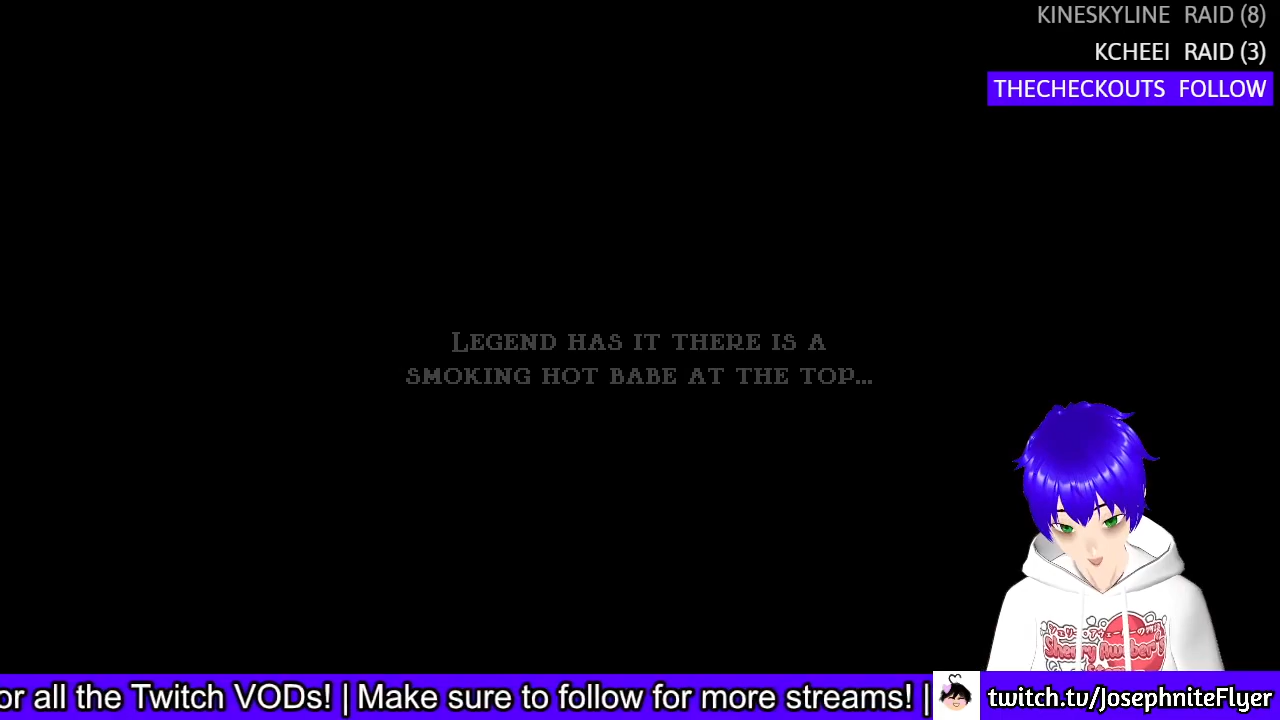 KINESKYLINE RAID (8)
KCHEEI RAID (3)
THECHECKOUTS FOLLOW
LEGEND HAS IT THERE IS A
SMOKING HOT BABE AT THE TOP...
or all the Twitch VODs! | Make sure to follow for more streams! |
twitch.tv/JosephniteFlyer